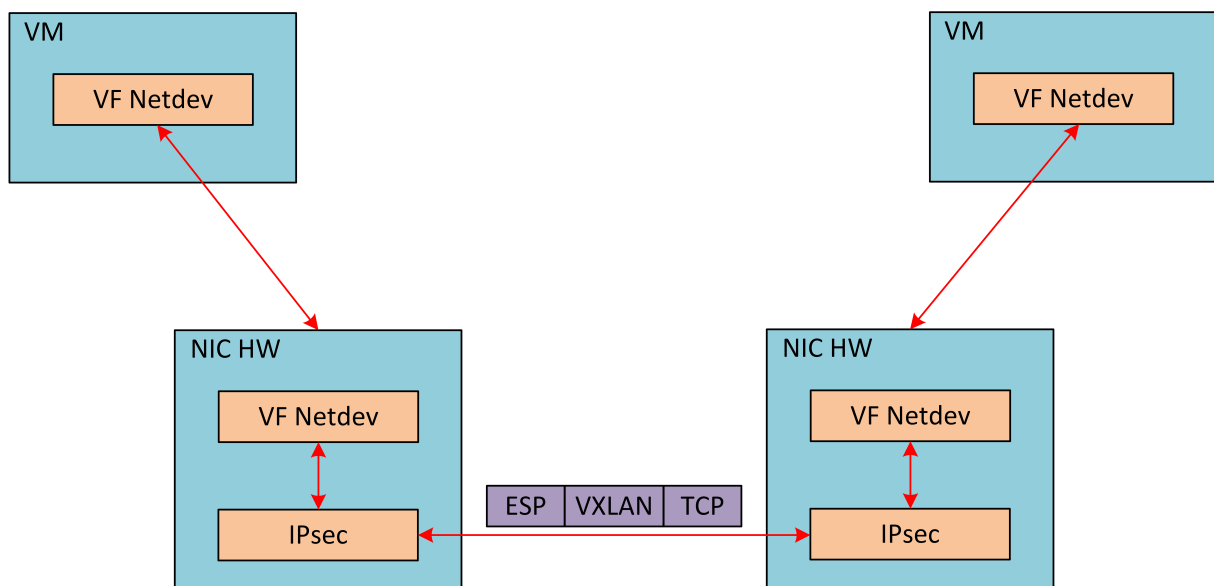 VM
VF Netdev
VM
VF Netdev
NIC HW
VF Netdev
IPsec
ESP VXLAN TCP
NIC HW
VF Netdev
IPsec